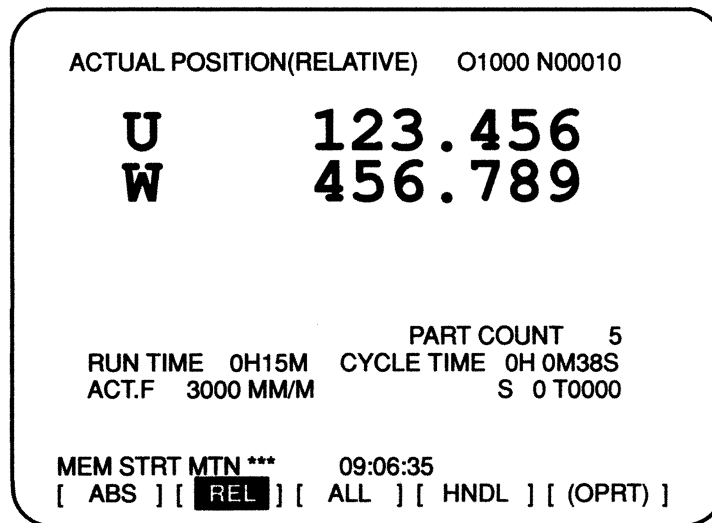 ACTUAL POSITION(RELATIVE) O1000 N00010
U 123.456
W 456.789
PART COUNT 5
RUN TIME 0H15M CYCLE TIME 0H 0M38S
ACT.F 3000 MM/M S 0 T0000
MEM STRT MTN *** 09:06:35
[ ABS ] [ REL ] [ ALL ] [ HNDL ] [ (OPRT) ]